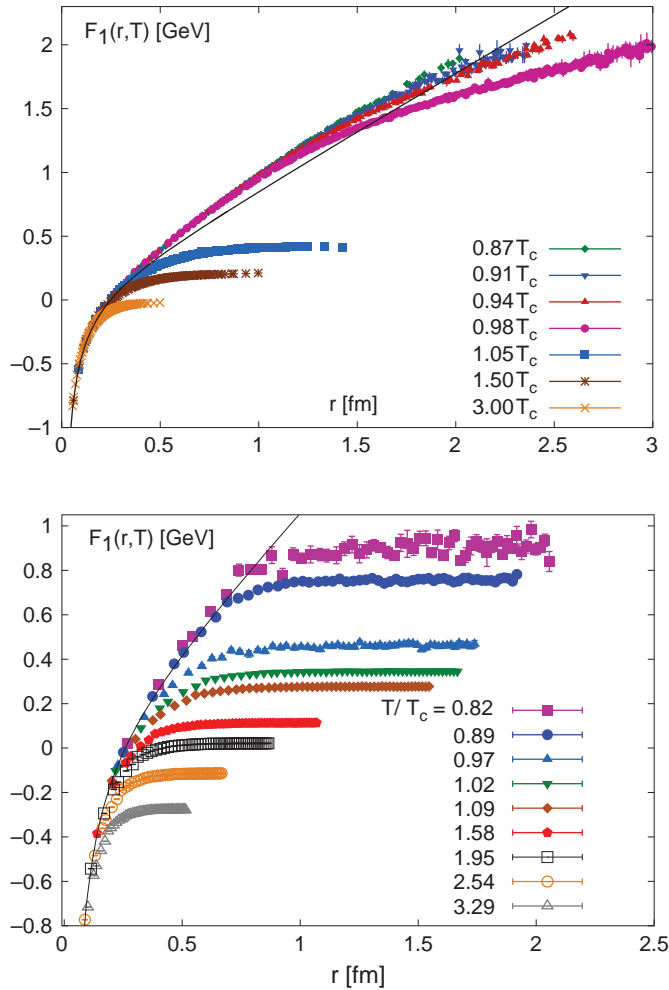 F1(r,T) [GeV]
2
1.5
1
0.5
0
−0.5
−1
0.87Tc
0.91Tc
0.94Tc
0.98Tc
1.05Tc
1.50Tc
3.00Tc
r [fm]
0 0.5 1 1.5 2 2.5 3
F1(r,T) [GeV]
1
0.8
0.6
0.4
0.2
0
-0.2
-0.4
-0.6
-0.8
T/ Tc = 0.82
0.89
0.97
1.02
1.09
1.58
1.95
2.54
3.29
0 0.5 1 1.5 2 2.5
r [fm]